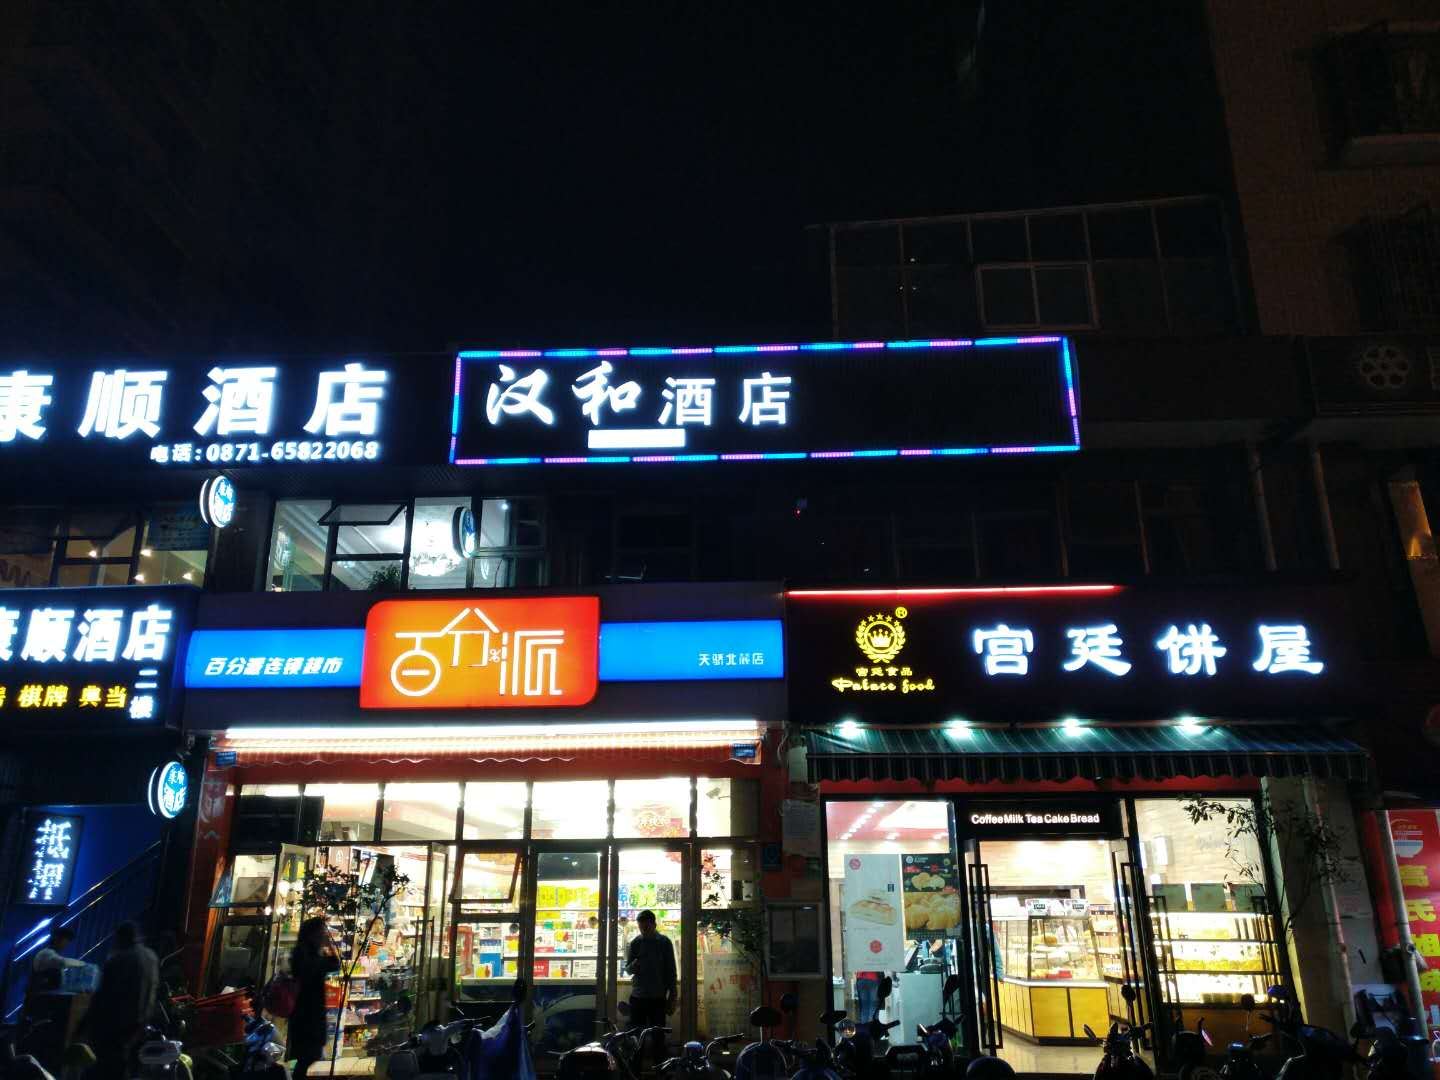 康顺酒店
电话:0871-65822068
汉和酒店
康顺酒店
二楼
棋牌 典当
百分派连锁超市
百分派
天骄北麓店
宫廷食品
Palace food
宫廷饼屋
Coffee Milk Tea Cake Bread
酒店